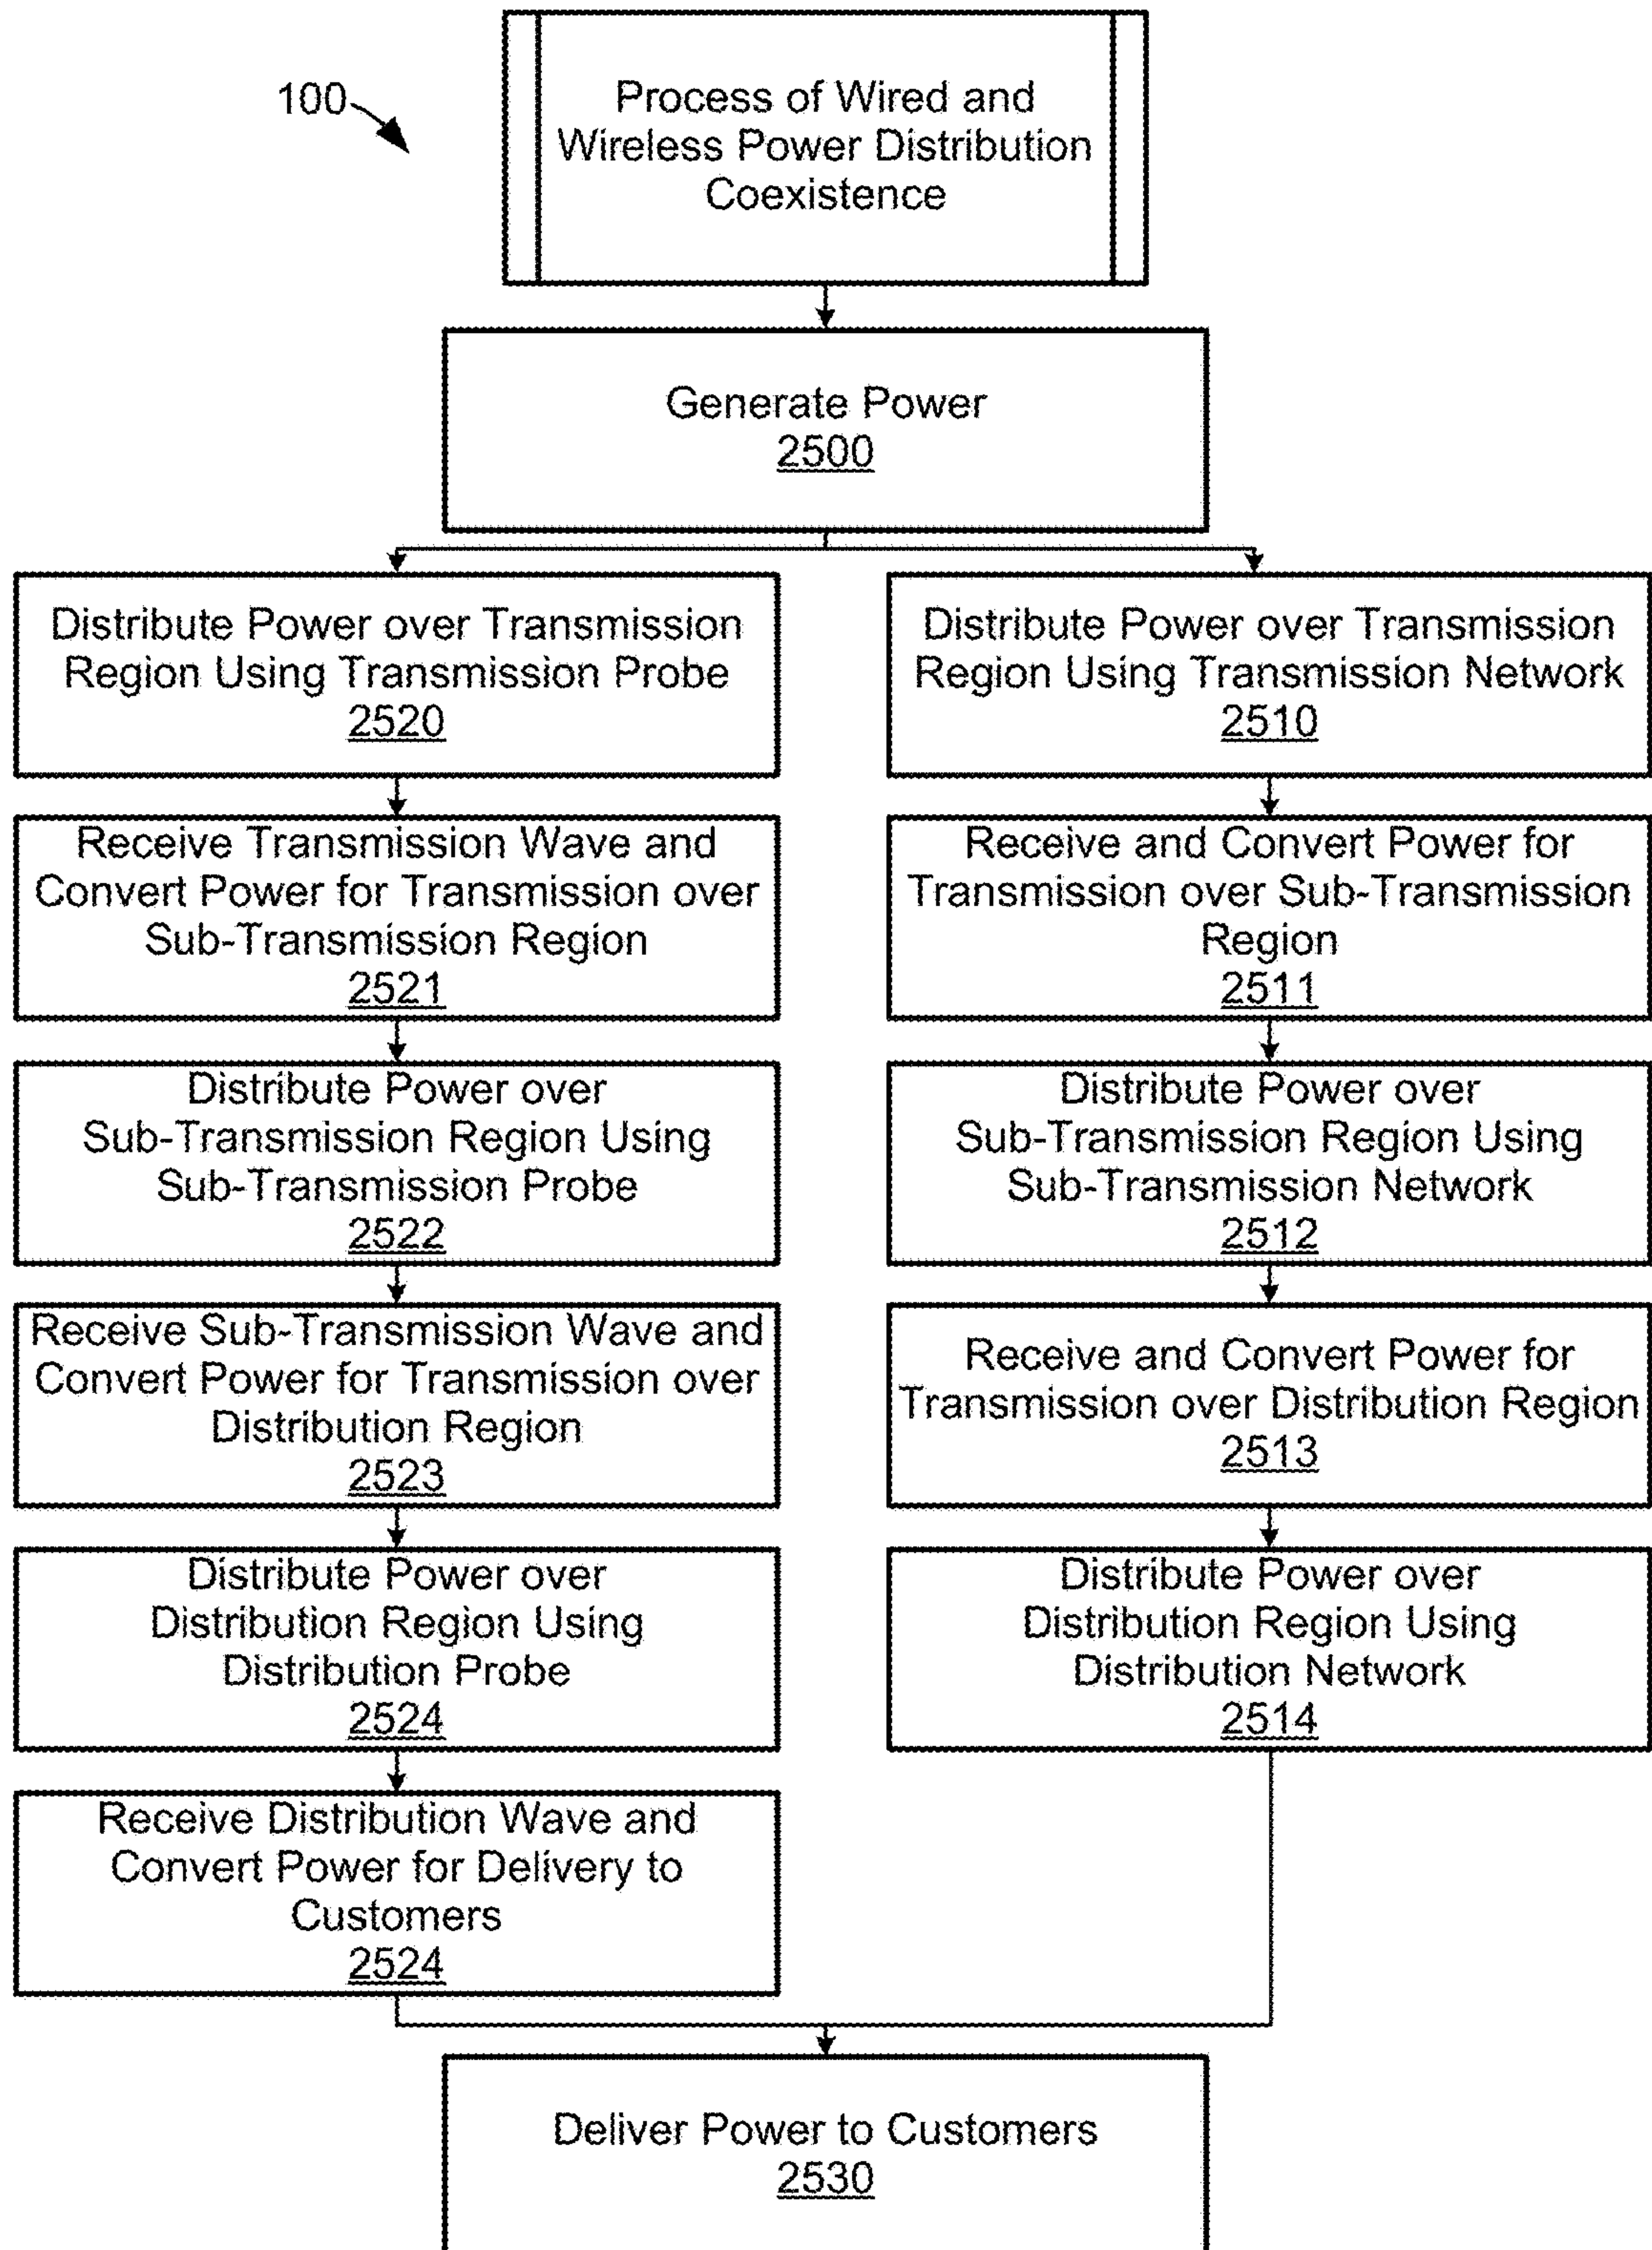 100
Process of Wired and
Wireless Power Distribution
Coexistence
Generate Power
2500
Distribute Power over Transmission
Region Using Transmission Probe
2520
Distribute Power over Transmission
Region Using Transmission Network
2510
Receive Transmission Wave and
Convert Power for Transmission over
Sub-Transmission Region
2521
Receive and Convert Power for
Transmission over Sub-Transmission
Region
2511
Distribute Power over
Sub-Transmission Region Using
Sub-Transmission Probe
2522
Distribute Power over
Sub-Transmission Region Using
Sub-Transmission Network
2512
Receive Sub-Transmission Wave and
Convert Power for Transmission over
Distribution Region
2523
Receive and Convert Power for
Transmission over Distribution Region
2513
Distribute Power over
Distribution Region Using
Distribution Probe
2524
Distribute Power over
Distribution Region Using
Distribution Network
2514
Receive Distribution Wave and
Convert Power for Delivery to
Customers
2524
Deliver Power to Customers
2530